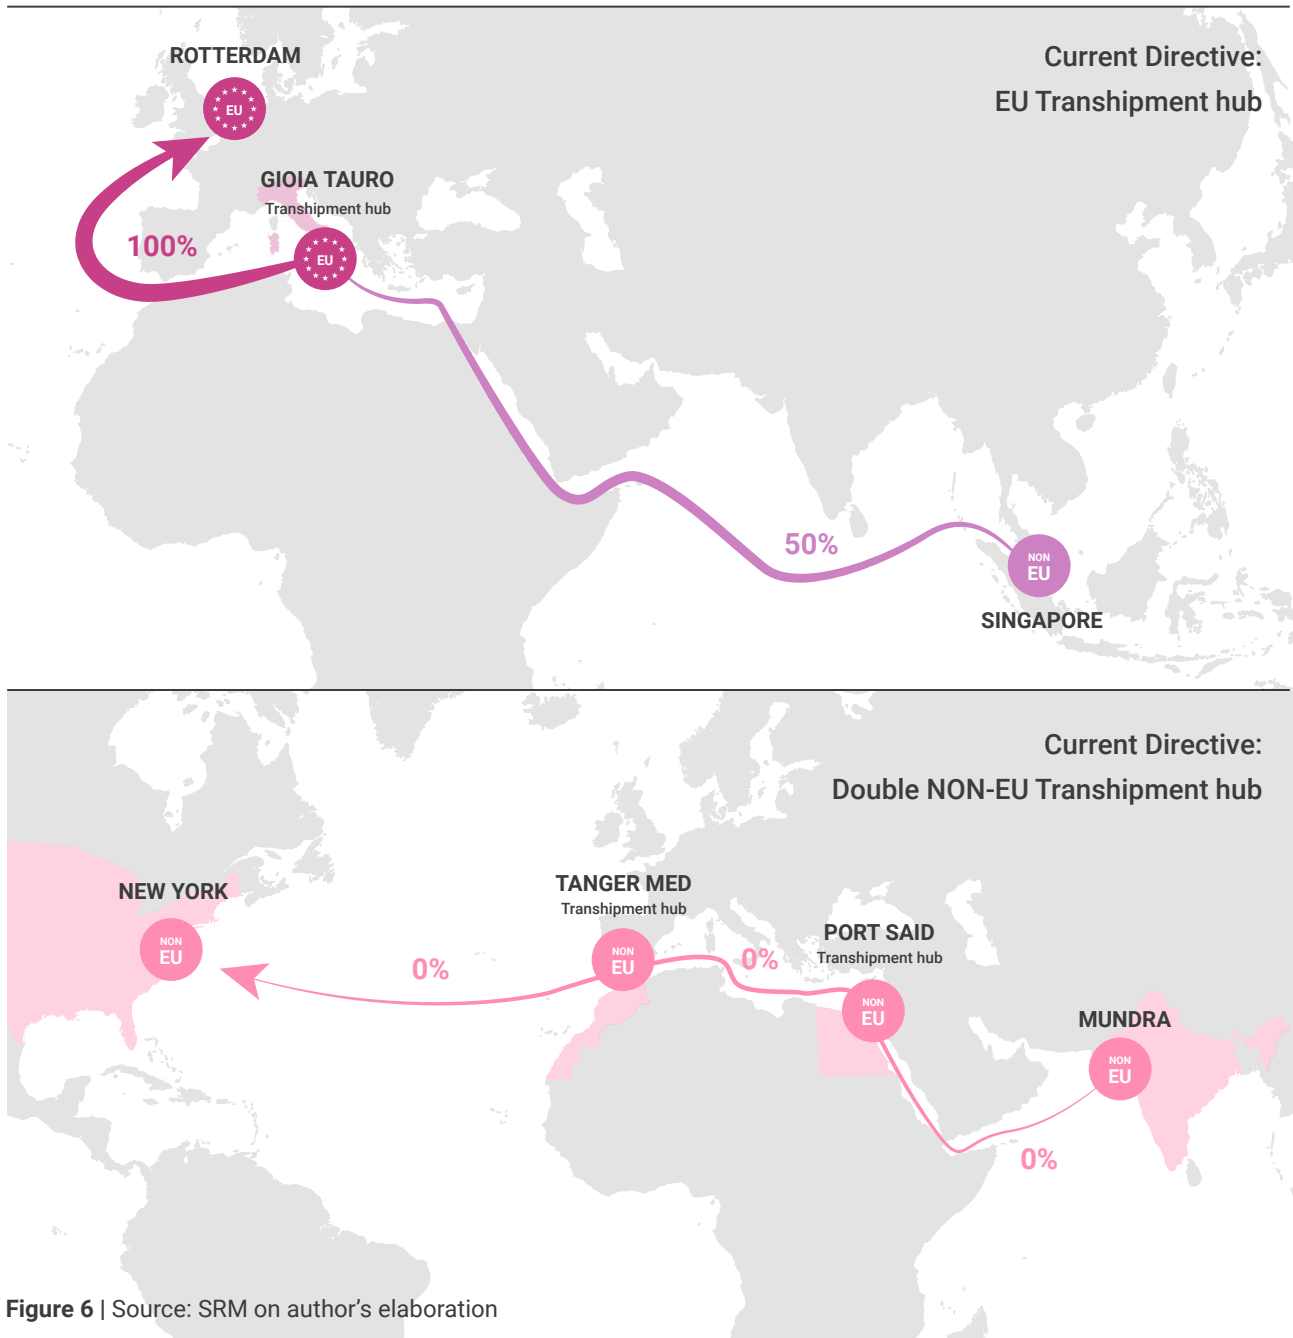 Current Directive:
EU Transhipment hub
ROTTERDAM
EU
GIOIA TAURO
Transhipment hub
EU
100%
50%
NON
EU
SINGAPORE
Current Directive:
Double NON-EU Transhipment hub
NEW YORK
NON
EU
0%
TANGER MED
Transhipment hub
NON
EU
0%
PORT SAID
Transhipment hub
NON
EU
0%
MUNDRA
NON
EU
Figure 6 | Source: SRM on author’s elaboration